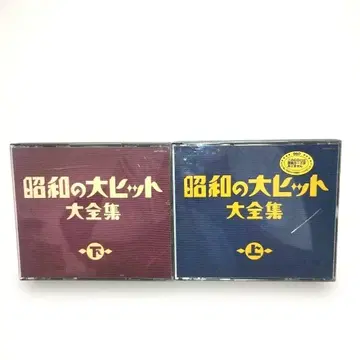 昭和の大ヒット
大全集
下
昭和の大ヒット
大全集
上